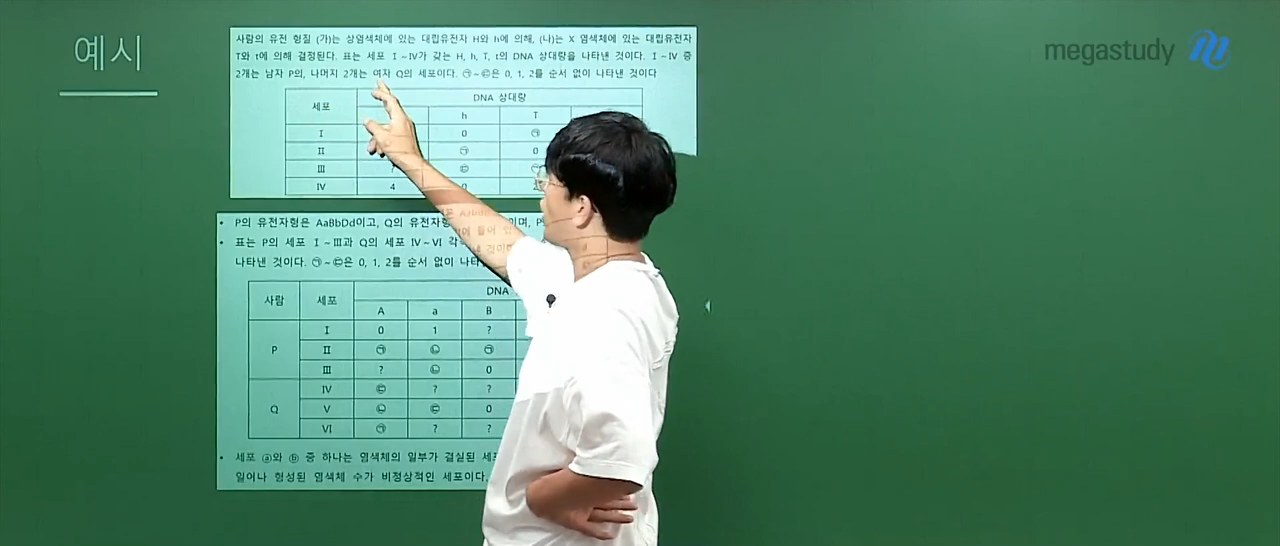 예시
megastudy
사람의 유전 형질 (가)는 상염색체에 있는 대립유전자 H와 h에 의해, (나)는 X 염색체에 있는 대립유전자
T와 t에 의해 결정된다. 표는 세포 Ⅰ~Ⅳ가 갖는 H, h, T, t의 DNA 상대량을 나타낸 것이다. Ⅰ~Ⅳ 중
2개는 남자 P의, 나머지 2개는 여자 Q의 세포이다. ㉠~㉢은 0, 1, 2를 순서 없이 나타낸 것이다
세포 DNA 상대량
h T
Ⅰ 0 ㉠
Ⅱ ㉠ 0
Ⅲ ? ㉢
Ⅳ 4 0
• P의 유전자형은 AaBbDd이고, Q의 유전자형
• 표는 P의 세포 Ⅰ~Ⅲ과 Q의 세포 Ⅳ~Ⅵ 각
나타낸 것이다. ㉠~㉢은 0, 1, 2를 순서 없이 나타
사람 세포 DNA
A a B
P
Ⅰ 0 1 ?
Ⅱ ㉠ ㉡ ㉠
Ⅲ ? ㉡ 0
Q
Ⅳ ㉢ ? ?
Ⅴ ㉡ ㉢ 0
Ⅵ ㉠ ? ?
• 세포 ⓐ와 ⓑ 중 하나는 염색체의 일부가 결실된 세포
일어나 형성된 염색체 수가 비정상적인 세포이다.